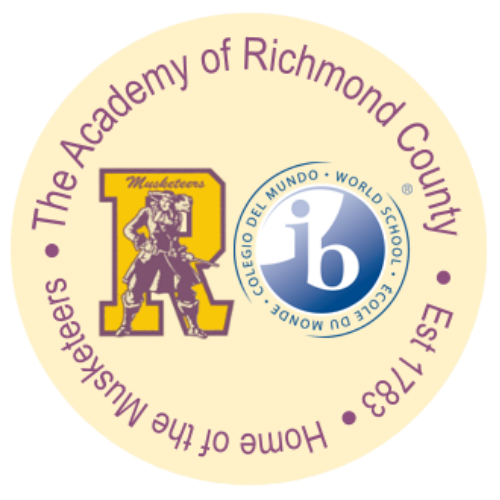 The Academy of Richmond County • Est 1783 • Home of the Musketeers •
Musketeers
R
ib
COLEGIO DEL MUNDO • WORLD SCHOOL • ÉCOLE DU MONDE •
®